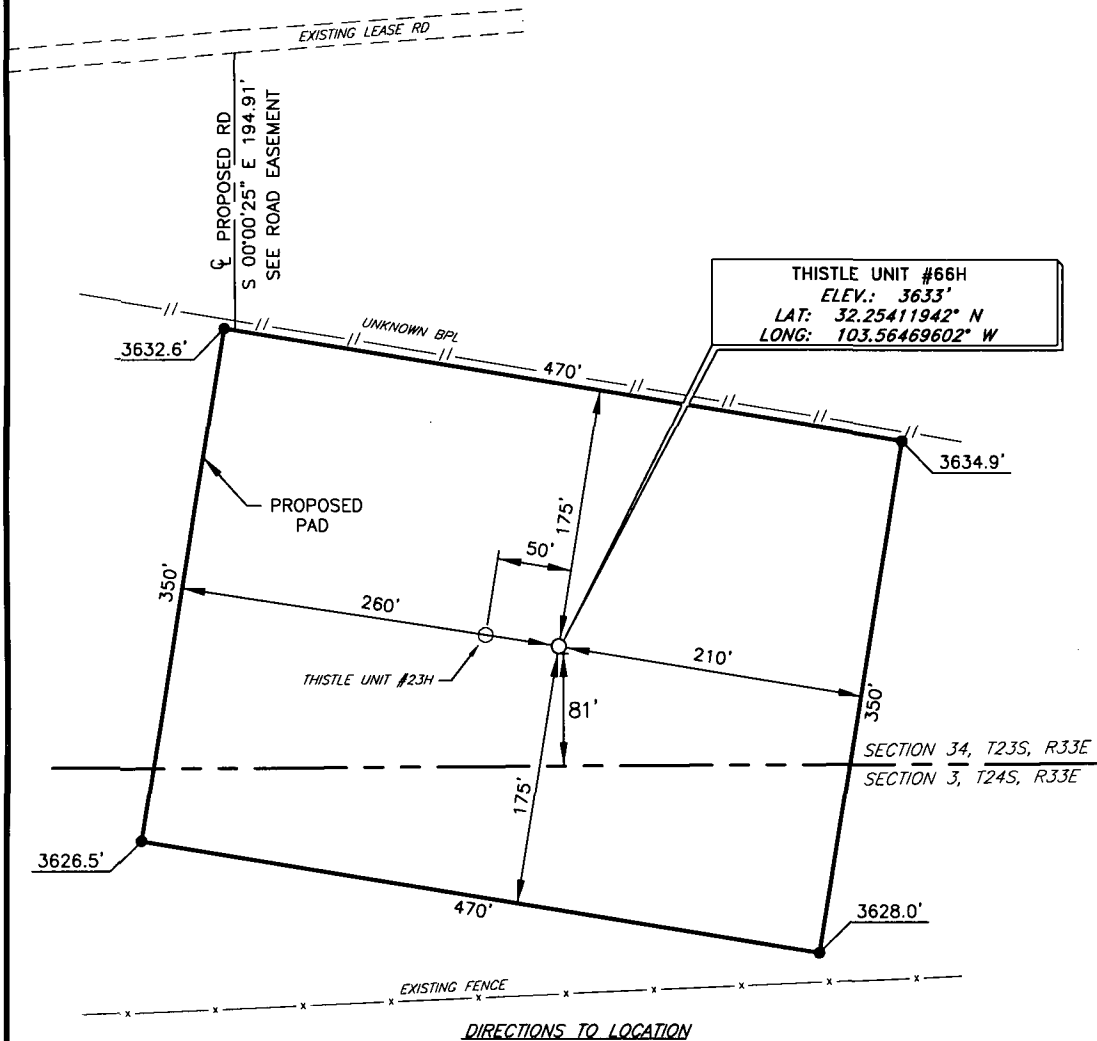 EXISTING LEASE RD
℄ PROPOSED RD
S 00°00'25" E 194.91'
SEE ROAD EASEMENT
THISTLE UNIT #66H
ELEV.: 3633'
LAT: 32.25411942° N
LONG: 103.56469602° W
UNKNOWN BPL
3632.6'
470'
3634.9'
PROPOSED
PAD
175'
50'
350'
260'
210'
THISTLE UNIT #23H
81'
350'
SECTION 34, T23S, R33E
SECTION 3, T24S, R33E
175'
3626.5'
470'
3628.0'
EXISTING FENCE
DIRECTIONS TO LOCATION